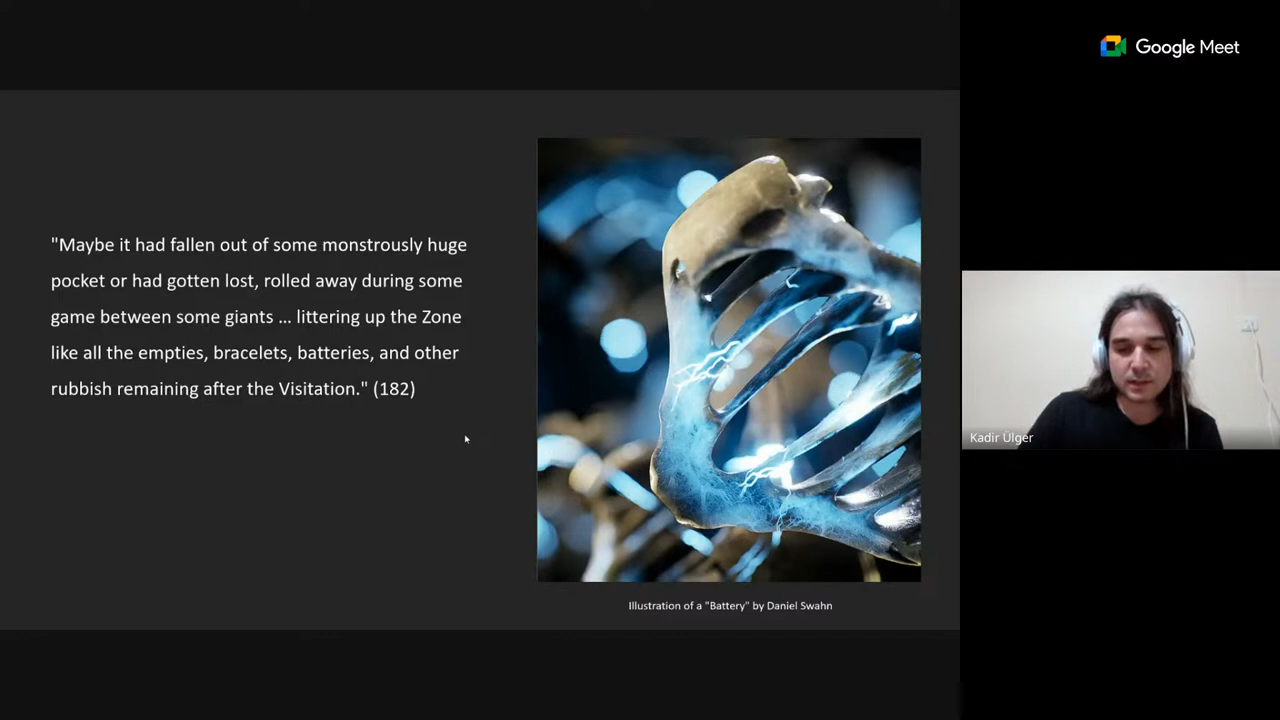 Google Meet
"Maybe it had fallen out of some monstrously huge
pocket or had gotten lost, rolled away during some
game between some giants ... littering up the Zone
like all the empties, bracelets, batteries, and other
rubbish remaining after the Visitation." (182)
Kadir Ülger
Illustration of a "Battery" by Daniel Swahn